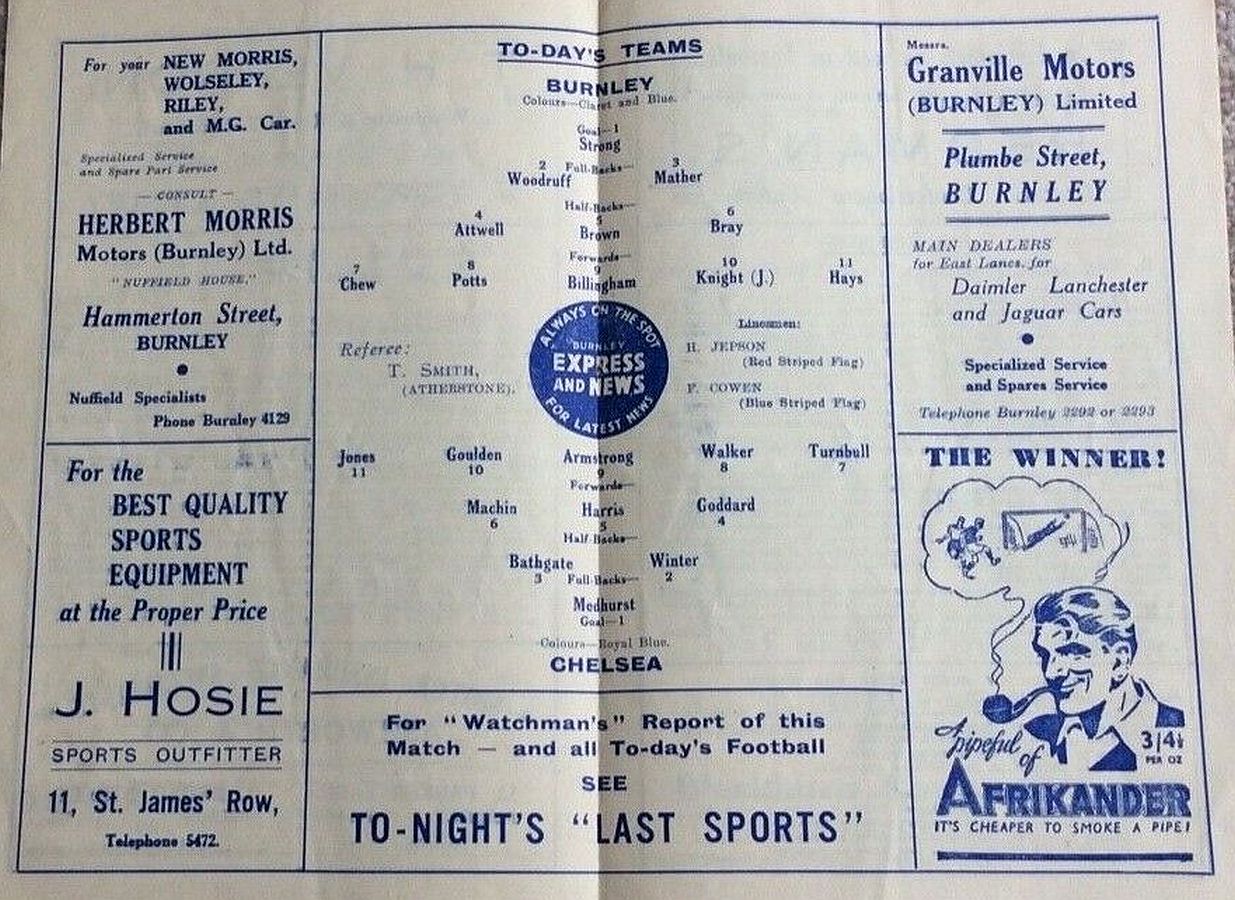 For your NEW MORRIS,
WOLSELEY,
RILEY,
and M.G. Car.
Specialized Service
and Spare Part Service
— CONSULT —
HERBERT MORRIS
Motors (Burnley) Ltd.
"NUFFIELD HOUSE,"
Hammerton Street,
BURNLEY
Nuffield Specialists
Phone Burnley 4129
For the
BEST QUALITY
SPORTS
EQUIPMENT
at the Proper Price
J. HOSIE
SPORTS OUTFITTER
11, St. James' Row,
Telephone 5472.
TO-DAY'S TEAMS
BURNLEY
Colours—Claret and Blue.
Goal—1
Strong
2 Full-Backs— 3
Woodruff Mather
Half-Backs—
4 5 6
Attwell Brown Bray
Forwards—
7 8 9 10 11
Chew Potts Billingham Knight (J.) Hays
Referee:
T. SMITH,
(ATHERSTONE).
ALWAYS ON THE SPOT
BURNLEY
EXPRESS
AND NEWS
FOR LATEST NEWS
Linesmen:
H. JEPSON
(Red Striped Flag)
F. COWEN
(Blue Striped Flag)
Jones Goulden Armstrong Walker Turnbull
11 10 9 8 7
Forwards—
Machin Harris Goddard
6 5 4
Half-Backs—
Bathgate Winter
3 Full-Backs— 2
Medhurst
Goal—1
Colours—Royal Blue.
CHELSEA
For "Watchman's" Report of this
Match — and all To-day's Football
SEE
TO-NIGHT'S "LAST SPORTS"
Messrs.
Granville Motors
(BURNLEY) Limited
Plumbe Street,
BURNLEY
MAIN DEALERS
for East Lancs. for
Daimler Lanchester
and Jaguar Cars
Specialized Service
and Spares Service
Telephone Burnley 2292 or 2293
THE WINNER!
A pipeful of
3/4½
PER OZ
AFRIKANDER
IT'S CHEAPER TO SMOKE A PIPE!